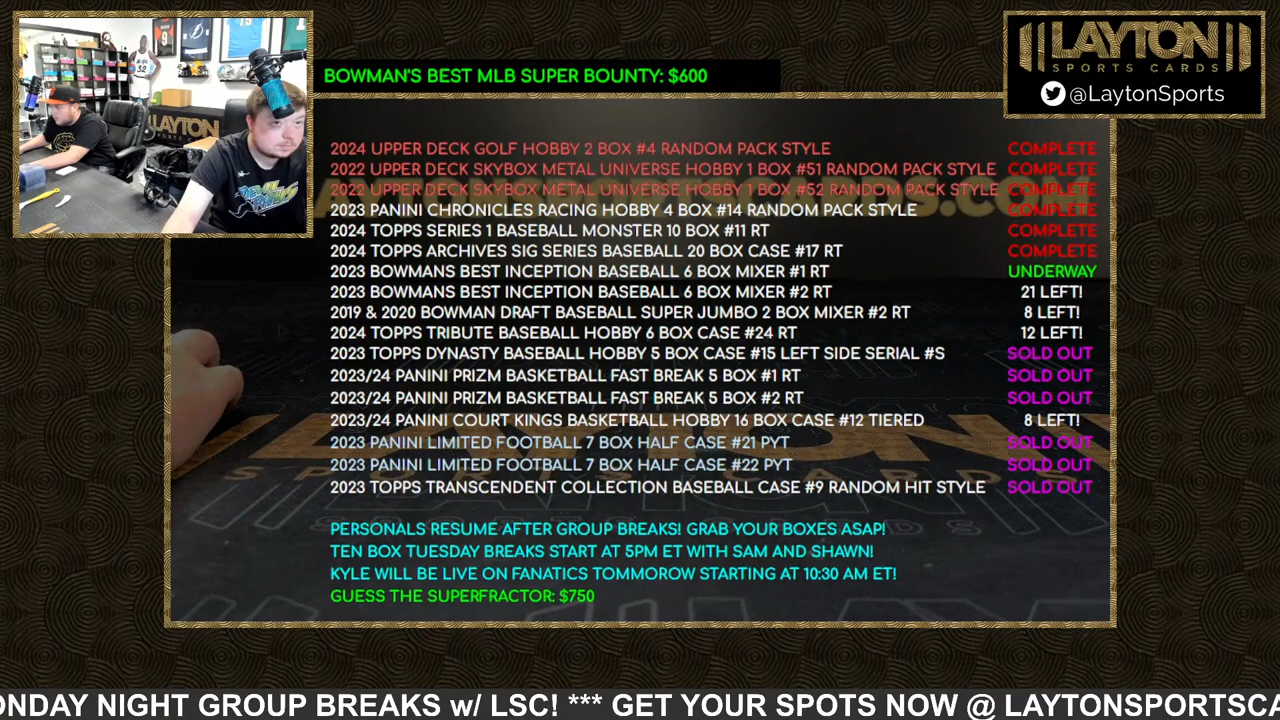 BOWMAN'S BEST MLB SUPER BOUNTY: $600
LAYTON
SPORTS CARDS
@LaytonSports
2024 UPPER DECK GOLF HOBBY 2 BOX #4 RANDOM PACK STYLE COMPLETE
2022 UPPER DECK SKYBOX METAL UNIVERSE HOBBY 1 BOX #51 RANDOM PACK STYLE COMPLETE
2022 UPPER DECK SKYBOX METAL UNIVERSE HOBBY 1 BOX #52 RANDOM PACK STYLE COMPLETE
2023 PANINI CHRONICLES RACING HOBBY 4 BOX #14 RANDOM PACK STYLE COMPLETE
2024 TOPPS SERIES 1 BASEBALL MONSTER 10 BOX #11 RT COMPLETE
2024 TOPPS ARCHIVES SIG SERIES BASEBALL 20 BOX CASE #17 RT COMPLETE
2023 BOWMANS BEST INCEPTION BASEBALL 6 BOX MIXER #1 RT UNDERWAY
2023 BOWMANS BEST INCEPTION BASEBALL 6 BOX MIXER #2 RT 21 LEFT!
2019 & 2020 BOWMAN DRAFT BASEBALL SUPER JUMBO 2 BOX MIXER #2 RT 8 LEFT!
2024 TOPPS TRIBUTE BASEBALL HOBBY 6 BOX CASE #24 RT 12 LEFT!
2023 TOPPS DYNASTY BASEBALL HOBBY 5 BOX CASE #15 LEFT SIDE SERIAL #S SOLD OUT
2023/24 PANINI PRIZM BASKETBALL FAST BREAK 5 BOX #1 RT SOLD OUT
2023/24 PANINI PRIZM BASKETBALL FAST BREAK 5 BOX #2 RT SOLD OUT
2023/24 PANINI COURT KINGS BASKETBALL HOBBY 16 BOX CASE #12 TIERED 8 LEFT!
2023 PANINI LIMITED FOOTBALL 7 BOX HALF CASE #21 PYT SOLD OUT
2023 PANINI LIMITED FOOTBALL 7 BOX HALF CASE #22 PYT SOLD OUT
2023 TOPPS TRANSCENDENT COLLECTION BASEBALL CASE #9 RANDOM HIT STYLE SOLD OUT
PERSONALS RESUME AFTER GROUP BREAKS! GRAB YOUR BOXES ASAP!
TEN BOX TUESDAY BREAKS START AT 5PM ET WITH SAM AND SHAWN!
KYLE WILL BE LIVE ON FANATICS TOMMOROW STARTING AT 10:30 AM ET!
GUESS THE SUPERFRACTOR: $750
ONDAY NIGHT GROUP BREAKS w/ LSC! *** GET YOUR SPOTS NOW @ LAYTONSPORTSCA